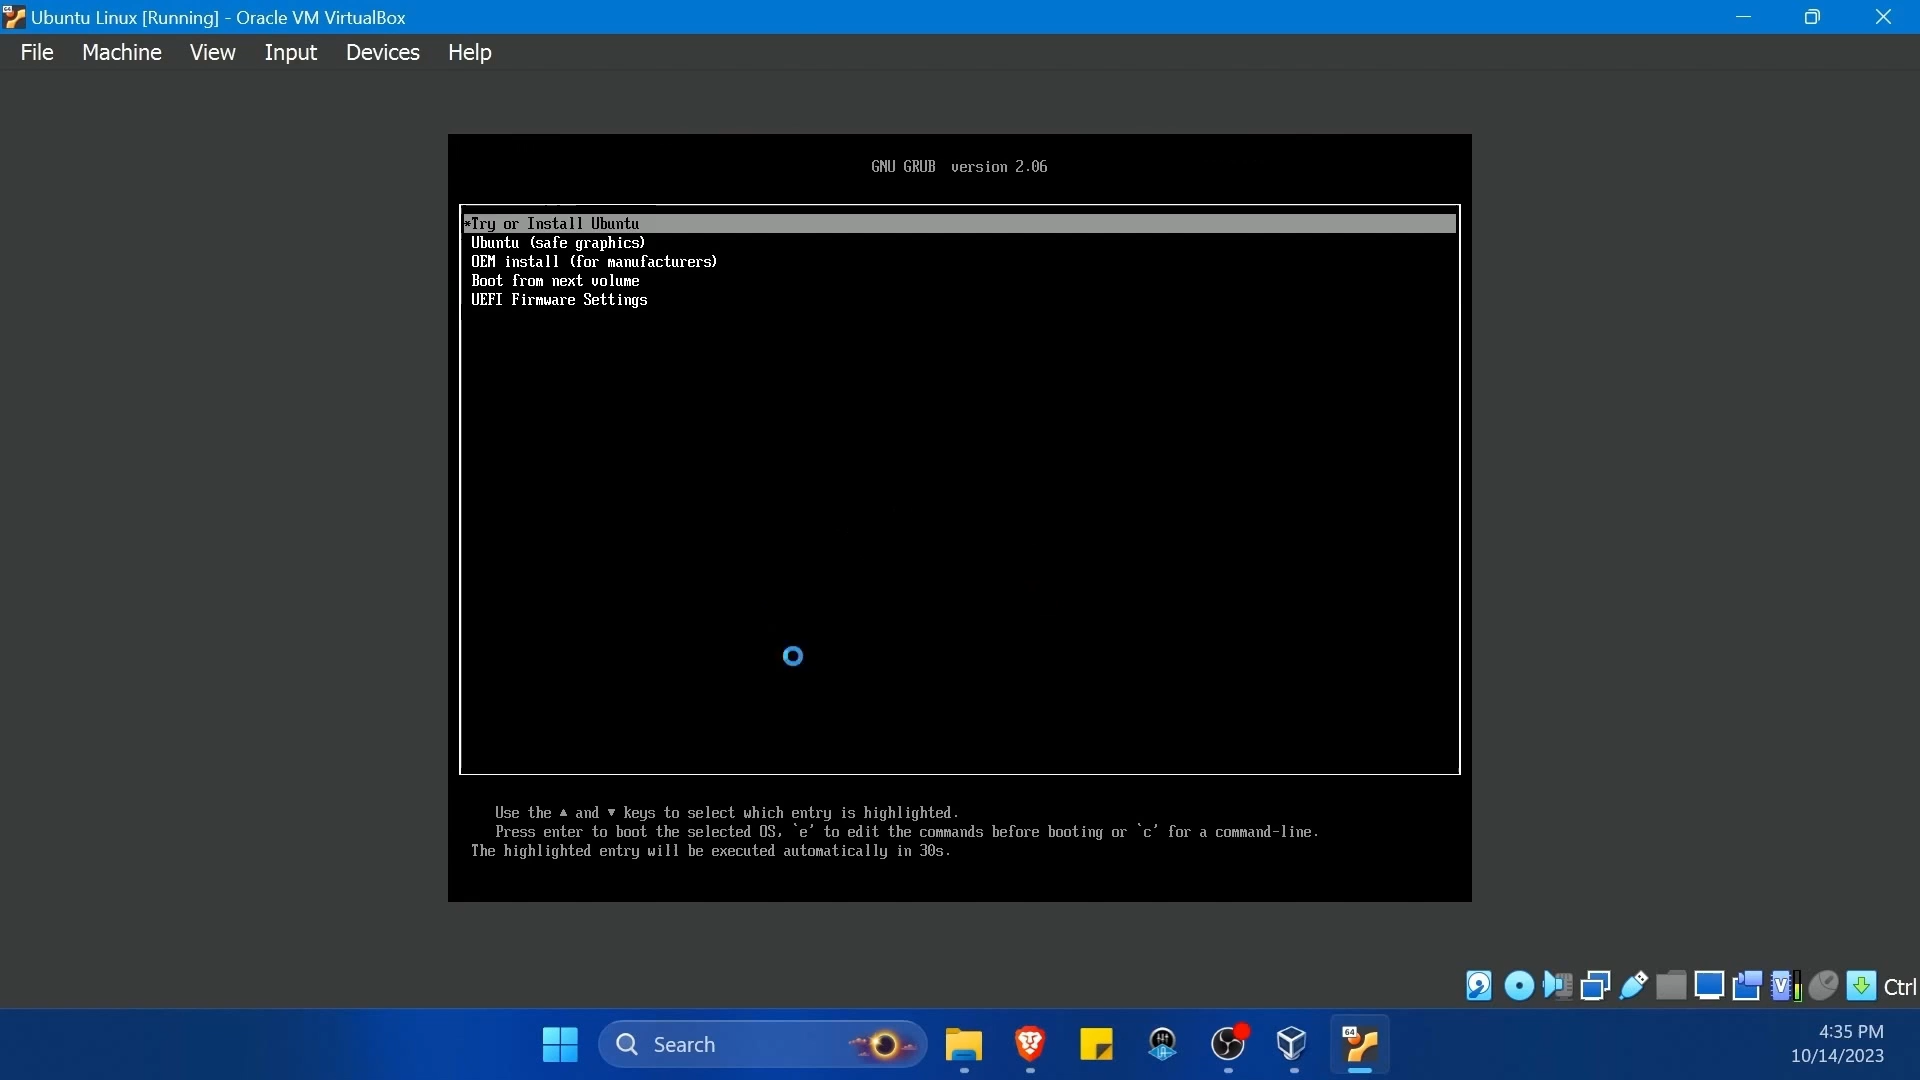 Ubuntu Linux [Running] - Oracle VM VirtualBox
File Machine View Input Devices Help
GNU GRUB version 2.06
*Try or Install Ubuntu
Ubuntu (safe graphics)
OEM install (for manufacturers)
Boot from next volume
UEFI Firmware Settings
Use the ▲ and ▼ keys to select which entry is highlighted.
Press enter to boot the selected OS, `e' to edit the commands before booting or `c' for a command-line.
The highlighted entry will be executed automatically in 30s.
V
Ctrl
Search
64
4:35 PM
10/14/2023